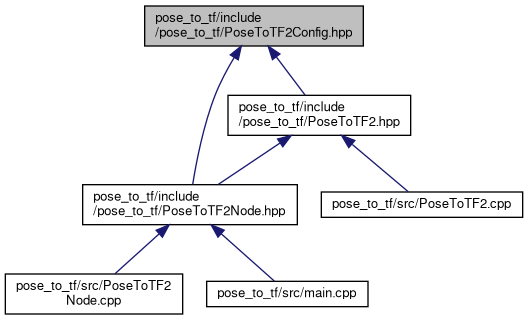 pose_to_tf/include
/pose_to_tf/PoseToTF2Config.hpp
pose_to_tf/include
/pose_to_tf/PoseToTF2.hpp
pose_to_tf/include
/pose_to_tf/PoseToTF2Node.hpp
pose_to_tf/src/PoseToTF2.cpp
pose_to_tf/src/PoseToTF2
Node.cpp
pose_to_tf/src/main.cpp